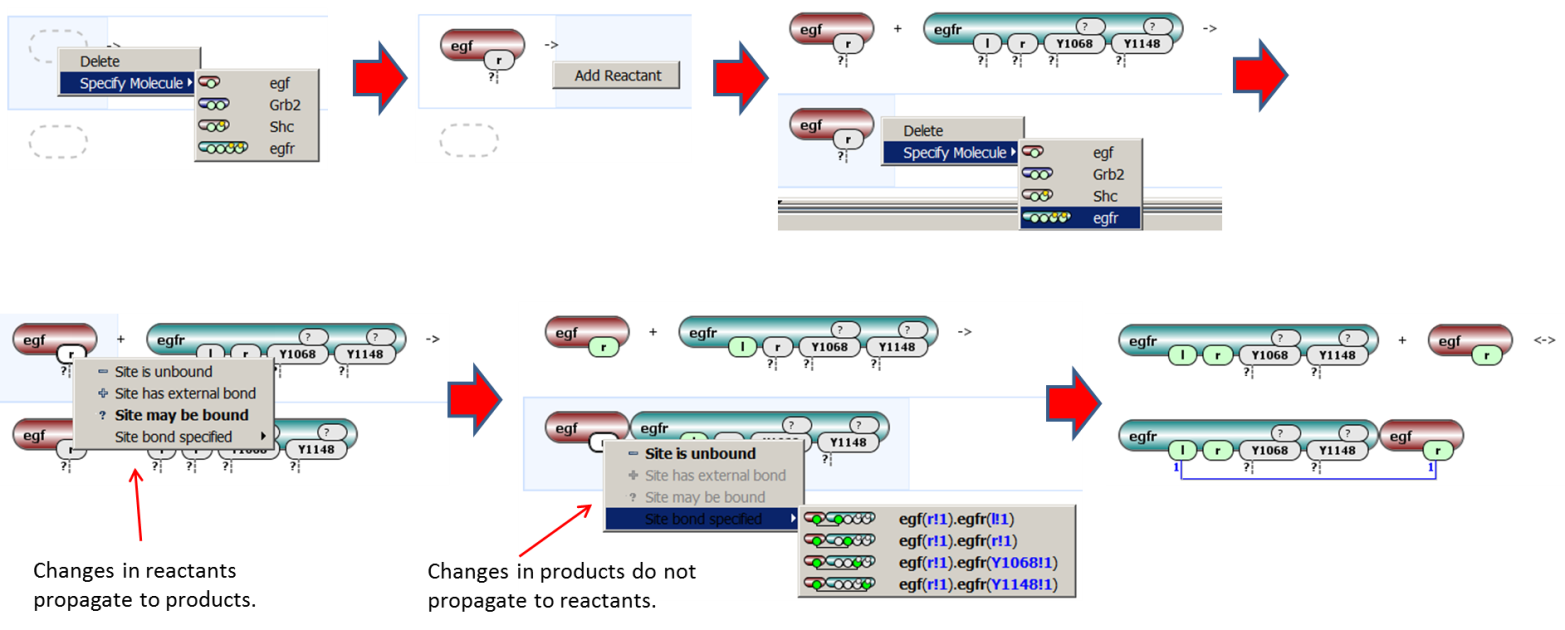 ->
Delete
Specify Molecule
egf
Grb2
Shc
egfr
egf
r
?
->
Add Reactant
egf
r
?
+
egfr
?
?
l
r
Y1068
Y1148
?
?
?
?
->
egf
r
?
Delete
Specify Molecule
egf
Grb2
Shc
egfr
egf
r
?
+
egfr
?
?
l
r
Y1068
Y1148
?
?
->
Site is unbound
Site has external bond
? Site may be bound
Site bond specified
egf
r
?
?
Y1148
?
?
?
?
Changes in reactants
propagate to products.
egf
r
+
egfr
?
?
l
r
Y1068
Y1148
?
?
?
->
egf
egfr
?
?
Y1148
?
Site is unbound
Site has external bond
? Site may be bound
Site bond specified
egf(r!1).egfr(l!1)
egf(r!1).egfr(r!1)
egf(r!1).egfr(Y1068!1)
egf(r!1).egfr(Y1148!1)
Changes in products do not
propagate to reactants.
egfr
?
?
l
r
Y1068
Y1148
?
?
+
egf
r
<->
egfr
?
?
l
r
Y1068
Y1148
?
?
egf
r
1
1